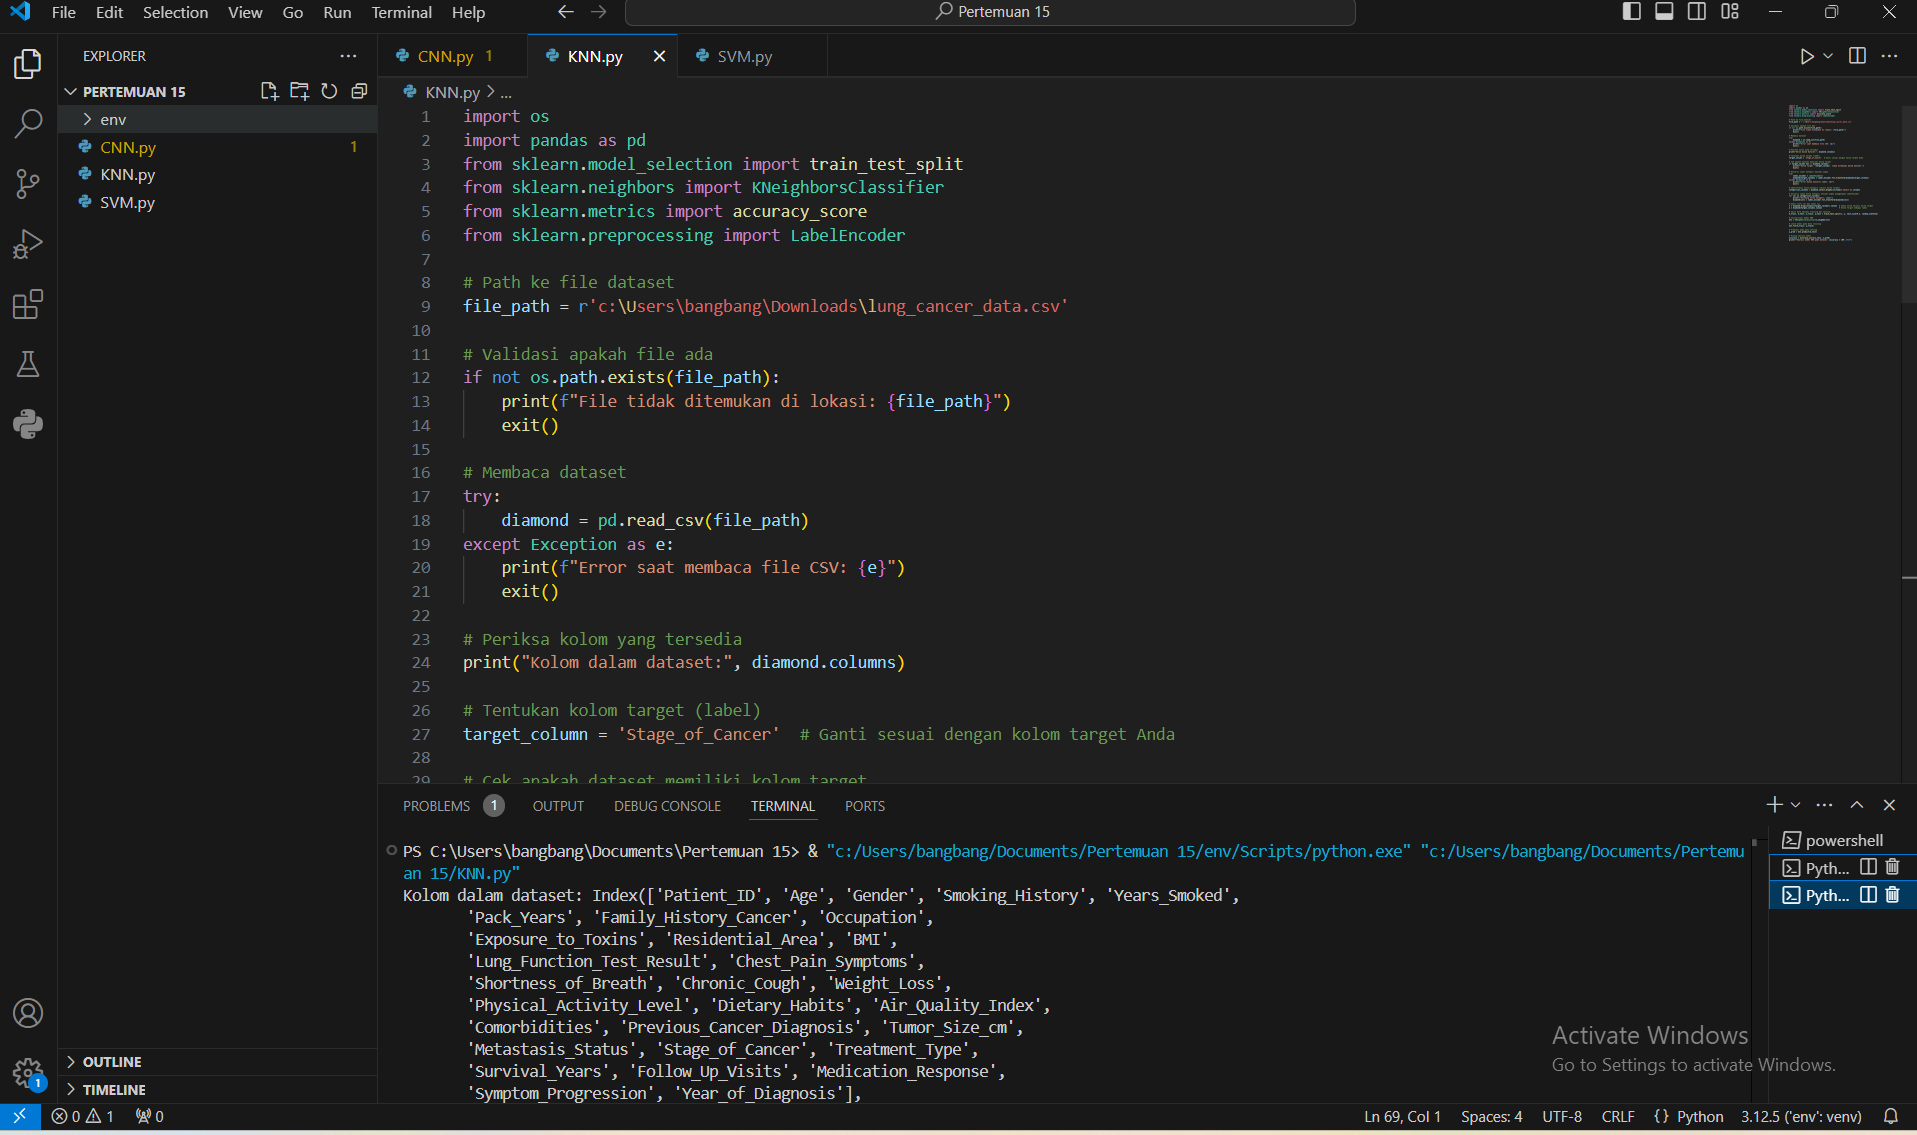 File Edit Selection View Go Run Terminal Help
Pertemuan 15
EXPLORER
PERTEMUAN 15
env
CNN.py 1
KNN.py
SVM.py
OUTLINE
TIMELINE
CNN.py 1 KNN.py SVM.py
KNN.py > ...
1 import os
2 import pandas as pd
3 from sklearn.model_selection import train_test_split
4 from sklearn.neighbors import KNeighborsClassifier
5 from sklearn.metrics import accuracy_score
6 from sklearn.preprocessing import LabelEncoder
7
8 # Path ke file dataset
9 file_path = r'c:\Users\bangbang\Downloads\lung_cancer_data.csv'
10
11 # Validasi apakah file ada
12 if not os.path.exists(file_path):
13 print(f"File tidak ditemukan di lokasi: {file_path}")
14 exit()
15
16 # Membaca dataset
17 try:
18 diamond = pd.read_csv(file_path)
19 except Exception as e:
20 print(f"Error saat membaca file CSV: {e}")
21 exit()
22
23 # Periksa kolom yang tersedia
24 print("Kolom dalam dataset:", diamond.columns)
25
26 # Tentukan kolom target (label)
27 target_column = 'Stage_of_Cancer' # Ganti sesuai dengan kolom target Anda
28
29 # Cek apakah dataset memiliki kolom target
PROBLEMS 1 OUTPUT DEBUG CONSOLE TERMINAL PORTS
PS C:\Users\bangbang\Documents\Pertemuan 15> & "c:/Users/bangbang/Documents/Pertemuan 15/env/Scripts/python.exe" "c:/Users/bangbang/Documents/Pertemu
an 15/KNN.py"
Kolom dalam dataset: Index(['Patient_ID', 'Age', 'Gender', 'Smoking_History', 'Years_Smoked',
'Pack_Years', 'Family_History_Cancer', 'Occupation',
'Exposure_to_Toxins', 'Residential_Area', 'BMI',
'Lung_Function_Test_Result', 'Chest_Pain_Symptoms',
'Shortness_of_Breath', 'Chronic_Cough', 'Weight_Loss',
'Physical_Activity_Level', 'Dietary_Habits', 'Air_Quality_Index',
'Comorbidities', 'Previous_Cancer_Diagnosis', 'Tumor_Size_cm',
'Metastasis_Status', 'Stage_of_Cancer', 'Treatment_Type',
'Survival_Years', 'Follow_Up_Visits', 'Medication_Response',
'Symptom_Progression', 'Year_of_Diagnosis'],
powershell
Pyth...
Pyth...
Activate Windows
Go to Settings to activate Windows.
1
0 1 0
Ln 69, Col 1 Spaces: 4 UTF-8 CRLF {} Python 3.12.5 ('env': venv)